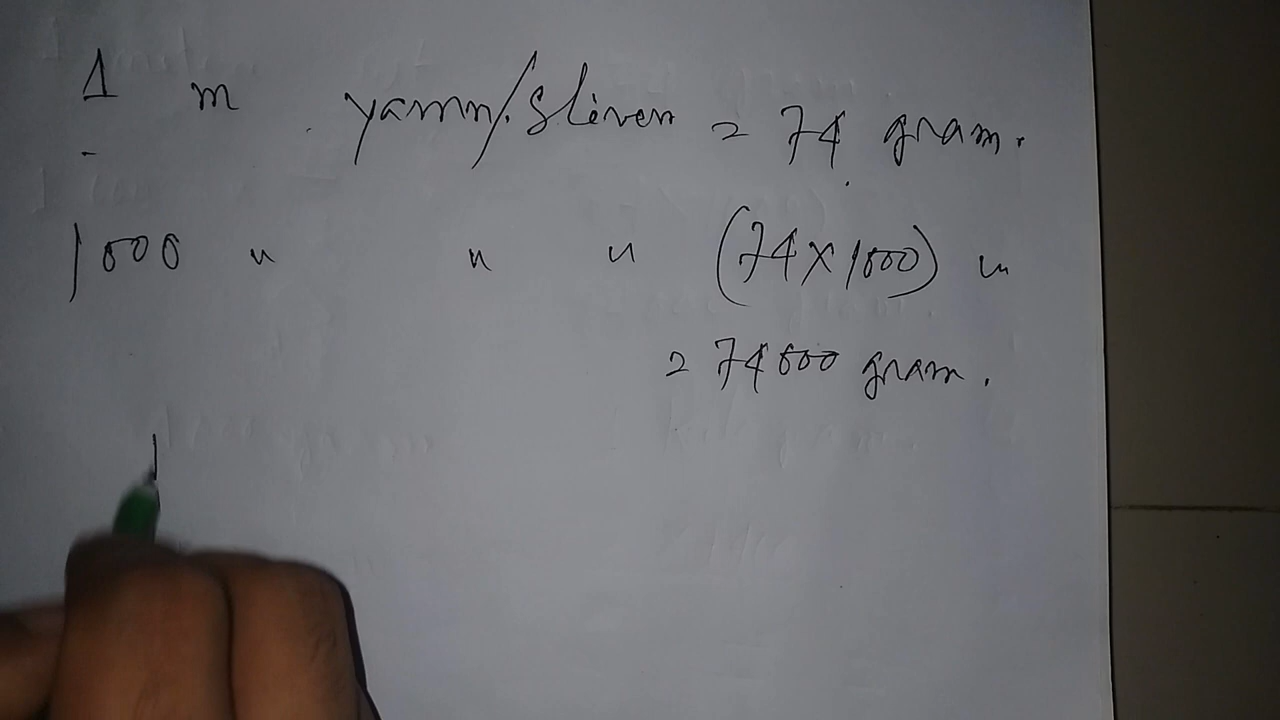 1 m yarn/Sliver = 74 gram.
1000 " " " (74×1000) "
= 74000 gram.